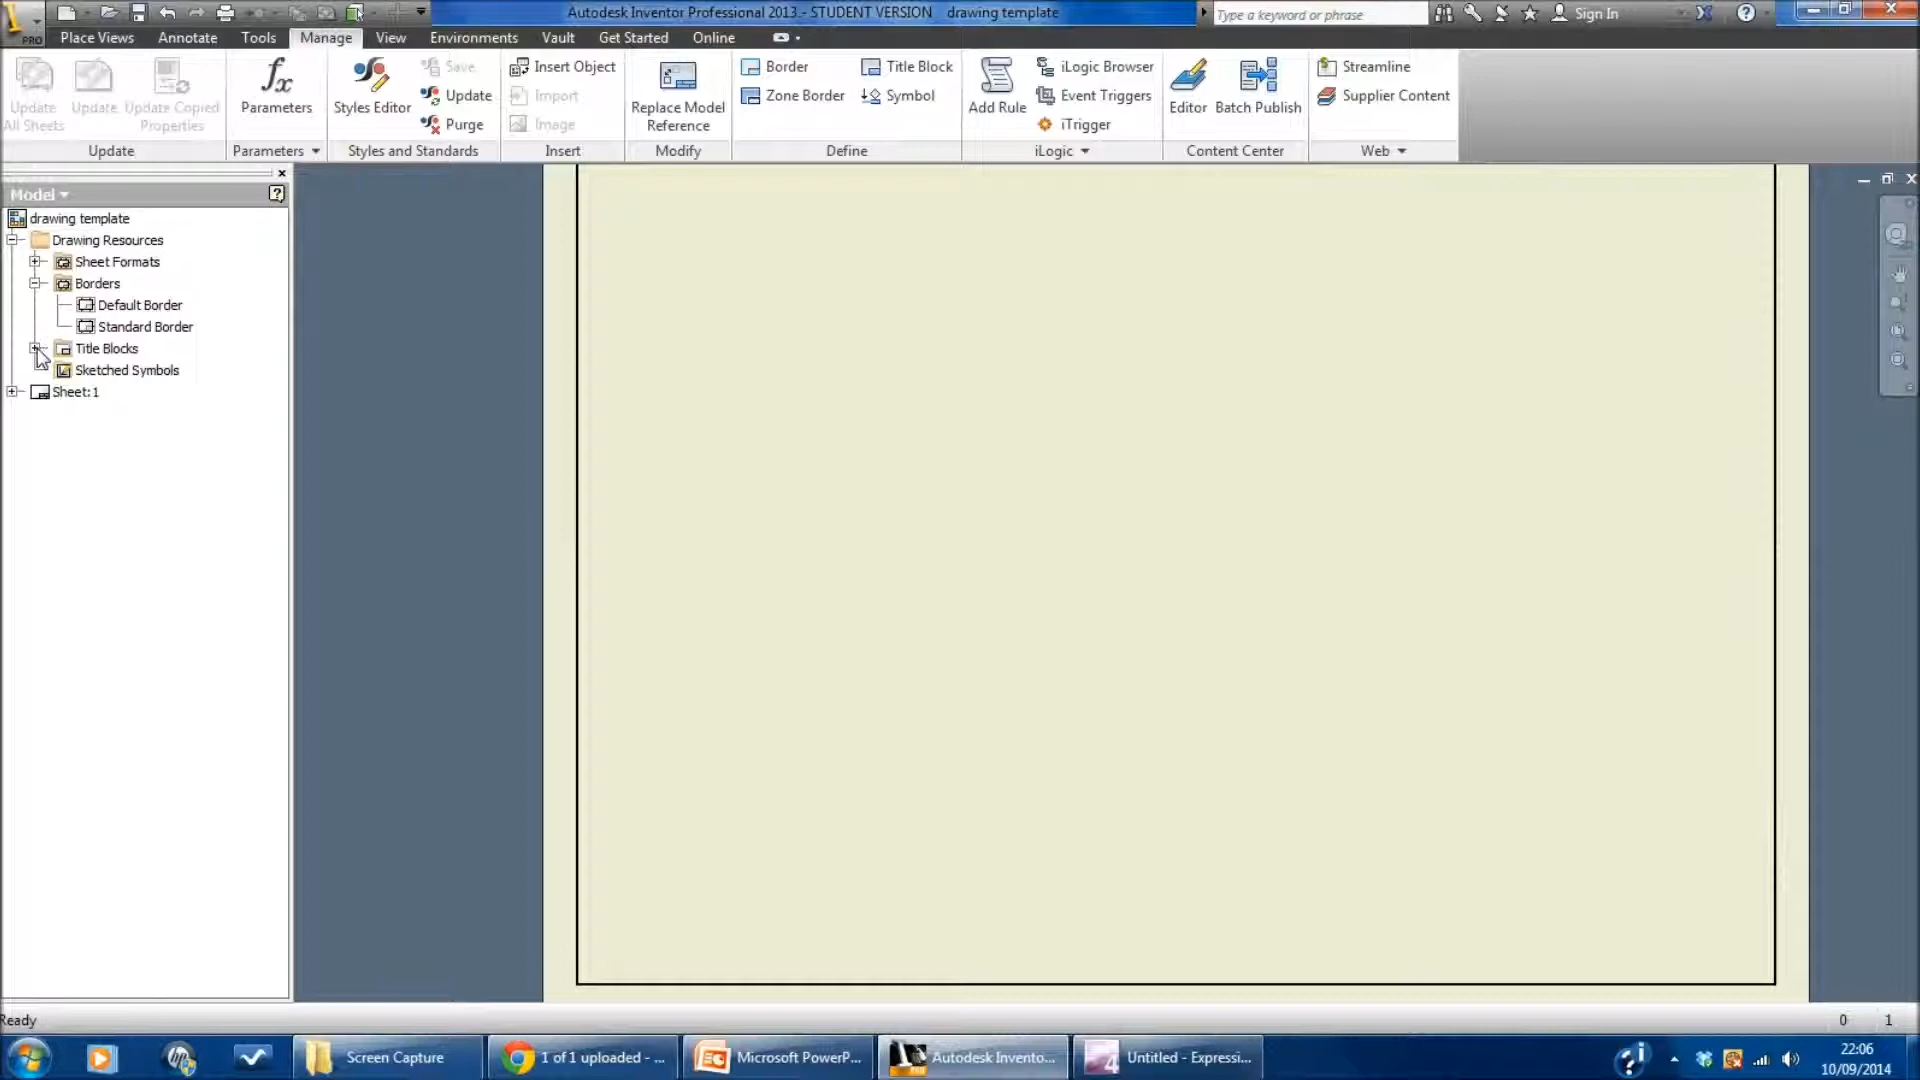 Autodesk Inventor Professional 2013 - STUDENT VERSION drawing template
Type a keyword or phrase
Sign In
PRO
Place Views Annotate Tools Manage View Environments Vault Get Started Online
Update All Sheets
Update
Update Copied Properties
Update
Parameters
Parameters
Styles Editor
Save
Update
Purge
Styles and Standards
Insert Object
Import
Image
Insert
Replace Model Reference
Modify
Border
Zone Border
Title Block
Symbol
Define
Add Rule
iLogic Browser
Event Triggers
iTrigger
iLogic
Editor
Batch Publish
Content Center
Streamline
Supplier Content
Web
Model
drawing template
Drawing Resources
Sheet Formats
Borders
Default Border
Standard Border
Title Blocks
Sketched Symbols
Sheet:1
Ready
0 1
Screen Capture
1 of 1 uploaded - ...
Microsoft PowerP...
Autodesk Invento...
Untitled - Expressi...
22:06
10/09/2014